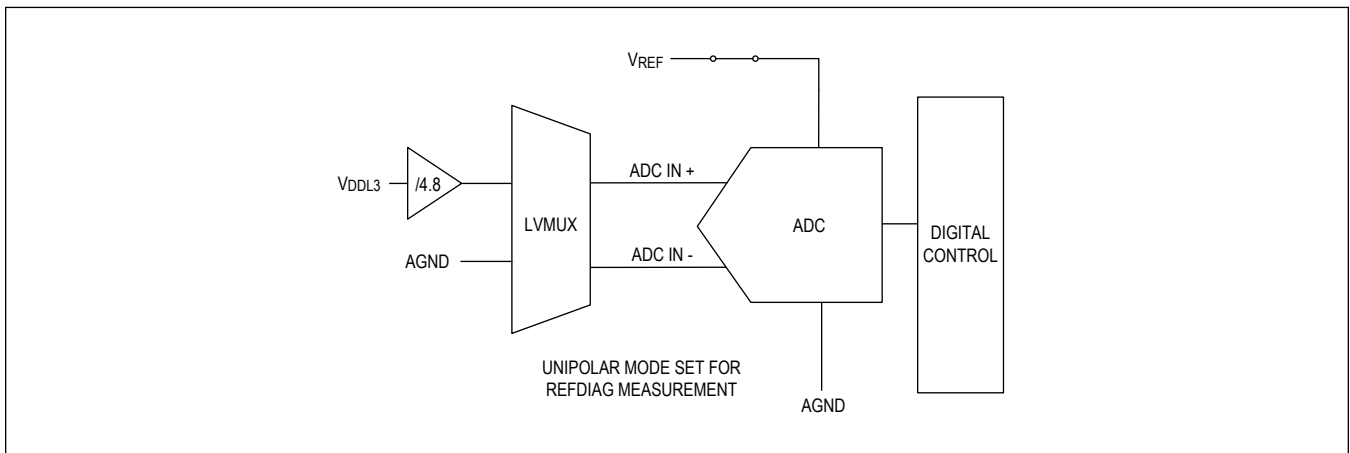 VREF
VDDL3
/4.8
AGND
LVMUX
ADC IN +
ADC IN -
ADC
DIGITAL
CONTROL
UNIPOLAR MODE SET FOR
REFDIAG MEASUREMENT
AGND